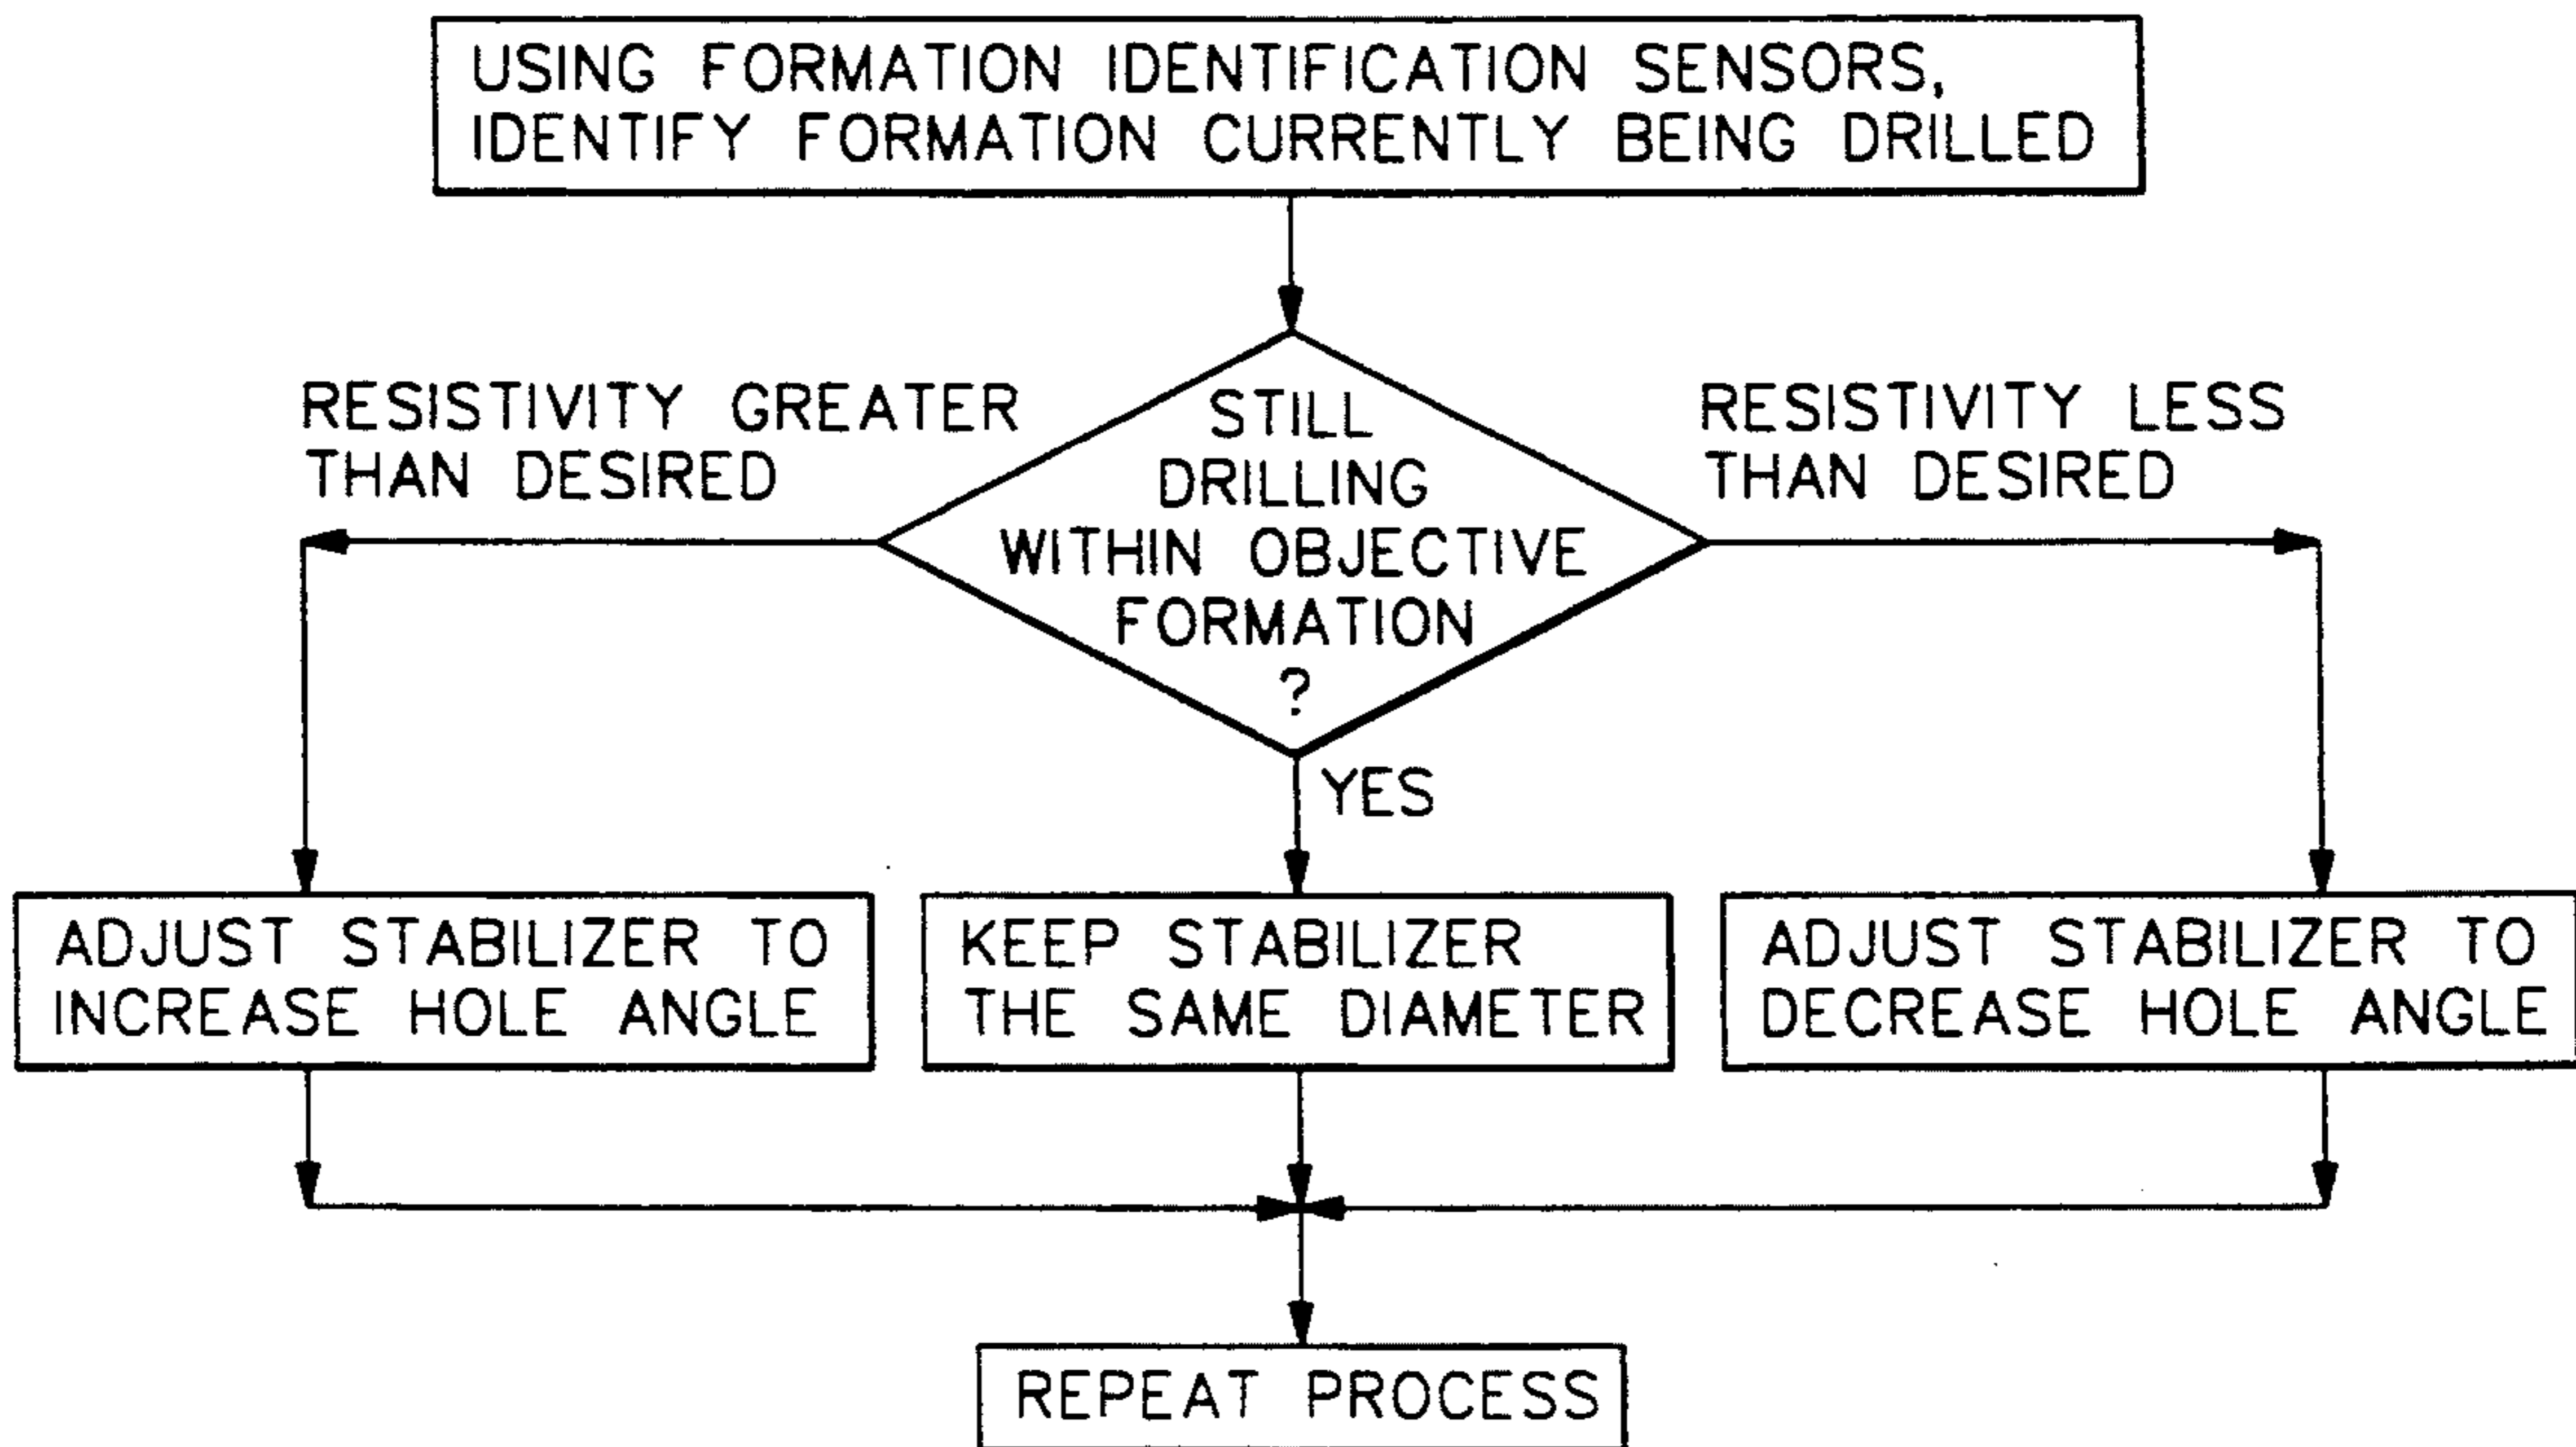 USING FORMATION IDENTIFICATION SENSORS,
IDENTIFY FORMATION CURRENTLY BEING DRILLED
RESISTIVITY GREATER
THAN DESIRED
STILL
DRILLING
WITHIN OBJECTIVE
FORMATION
?
RESISTIVITY LESS
THAN DESIRED
YES
ADJUST STABILIZER TO
INCREASE HOLE ANGLE
KEEP STABILIZER
THE SAME DIAMETER
ADJUST STABILIZER TO
DECREASE HOLE ANGLE
REPEAT PROCESS